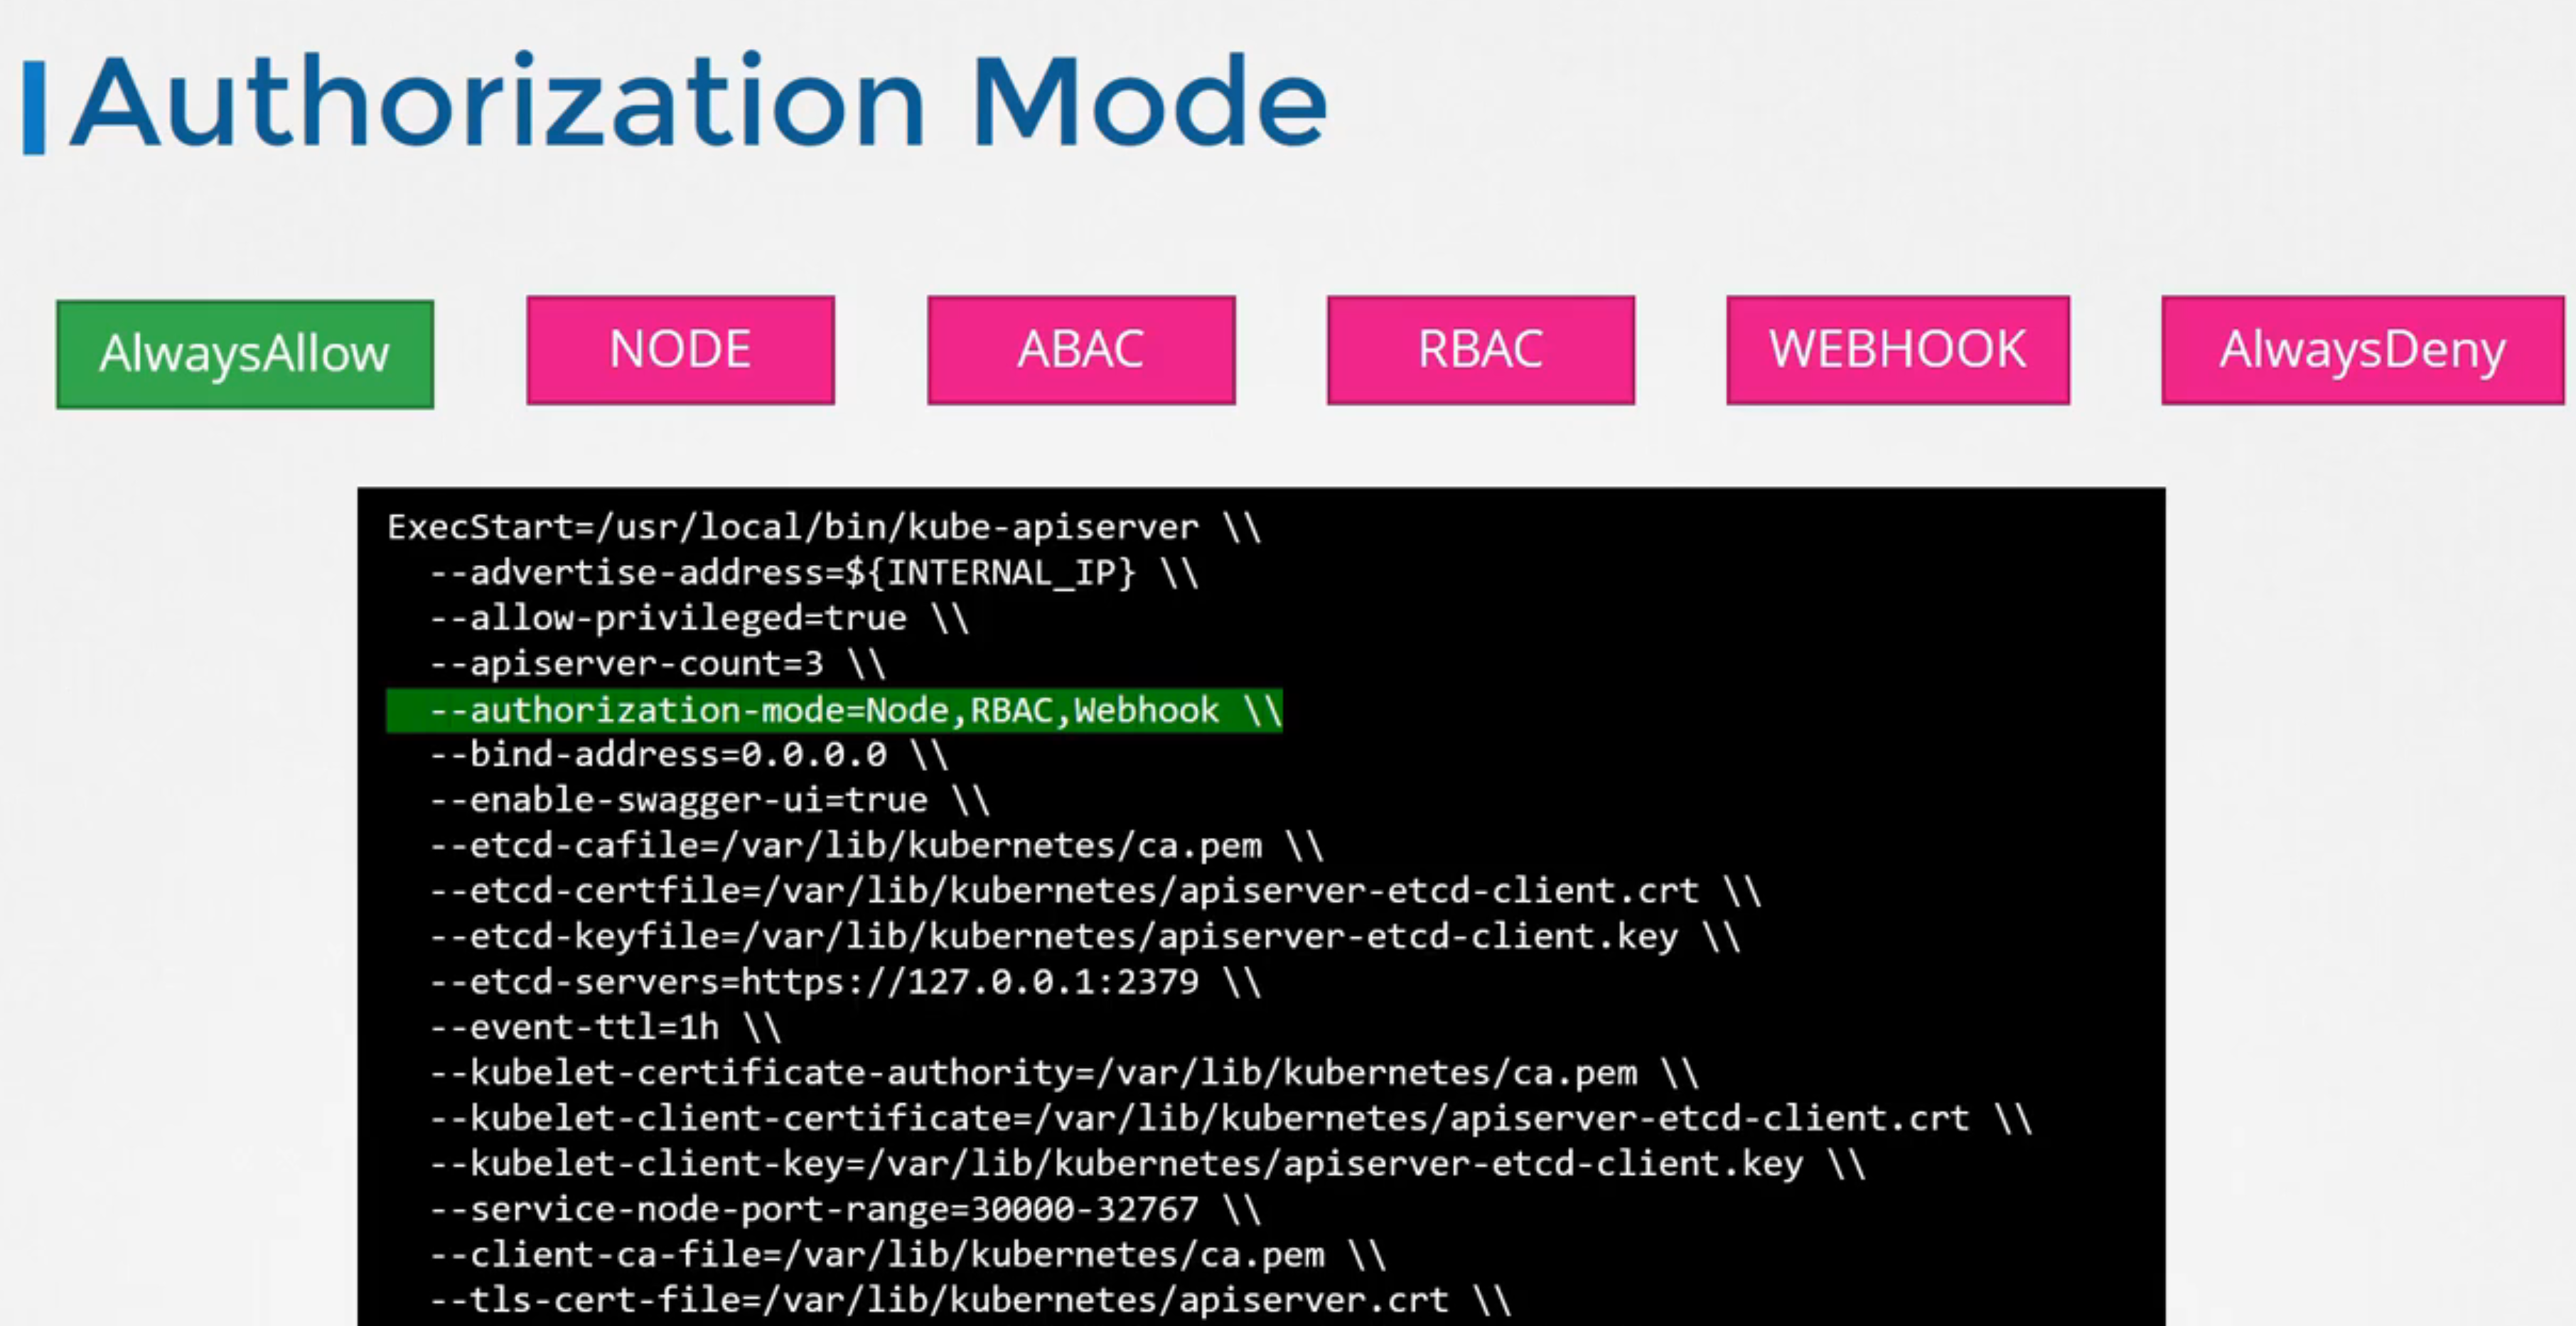 Authorization Mode
AlwaysAllow NODE ABAC RBAC WEBHOOK AlwaysDeny
ExecStart=/usr/local/bin/kube-apiserver \\
--advertise-address=${INTERNAL_IP} \\
--allow-privileged=true \\
--apiserver-count=3 \\
--authorization-mode=Node,RBAC,Webhook \\
--bind-address=0.0.0.0 \\
--enable-swagger-ui=true \\
--etcd-cafile=/var/lib/kubernetes/ca.pem \\
--etcd-certfile=/var/lib/kubernetes/apiserver-etcd-client.crt \\
--etcd-keyfile=/var/lib/kubernetes/apiserver-etcd-client.key \\
--etcd-servers=https://127.0.0.1:2379 \\
--event-ttl=1h \\
--kubelet-certificate-authority=/var/lib/kubernetes/ca.pem \\
--kubelet-client-certificate=/var/lib/kubernetes/apiserver-etcd-client.crt \\
--kubelet-client-key=/var/lib/kubernetes/apiserver-etcd-client.key \\
--service-node-port-range=30000-32767 \\
--client-ca-file=/var/lib/kubernetes/ca.pem \\
--tls-cert-file=/var/lib/kubernetes/apiserver.crt \\